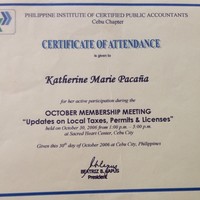 PHILIPPINE INSTITUTE OF CERTIFIED PUBLIC ACCOUNTANTS
Cebu Chapter
CERTIFICATE OF ATTENDANCE
is given to
Katherine Marie Pacaña
for her active participation during the
OCTOBER MEMBERSHIP MEETING
"Updates on Local Taxes, Permits & Licenses"
held on October 30, 2006 from 1:00 p.m. - 5:00 p.m.
at Sacred Heart Center, Cebu City
Given this 30th day of October 2006 at Cebu City, Philippines
BEATRIZ B.
President